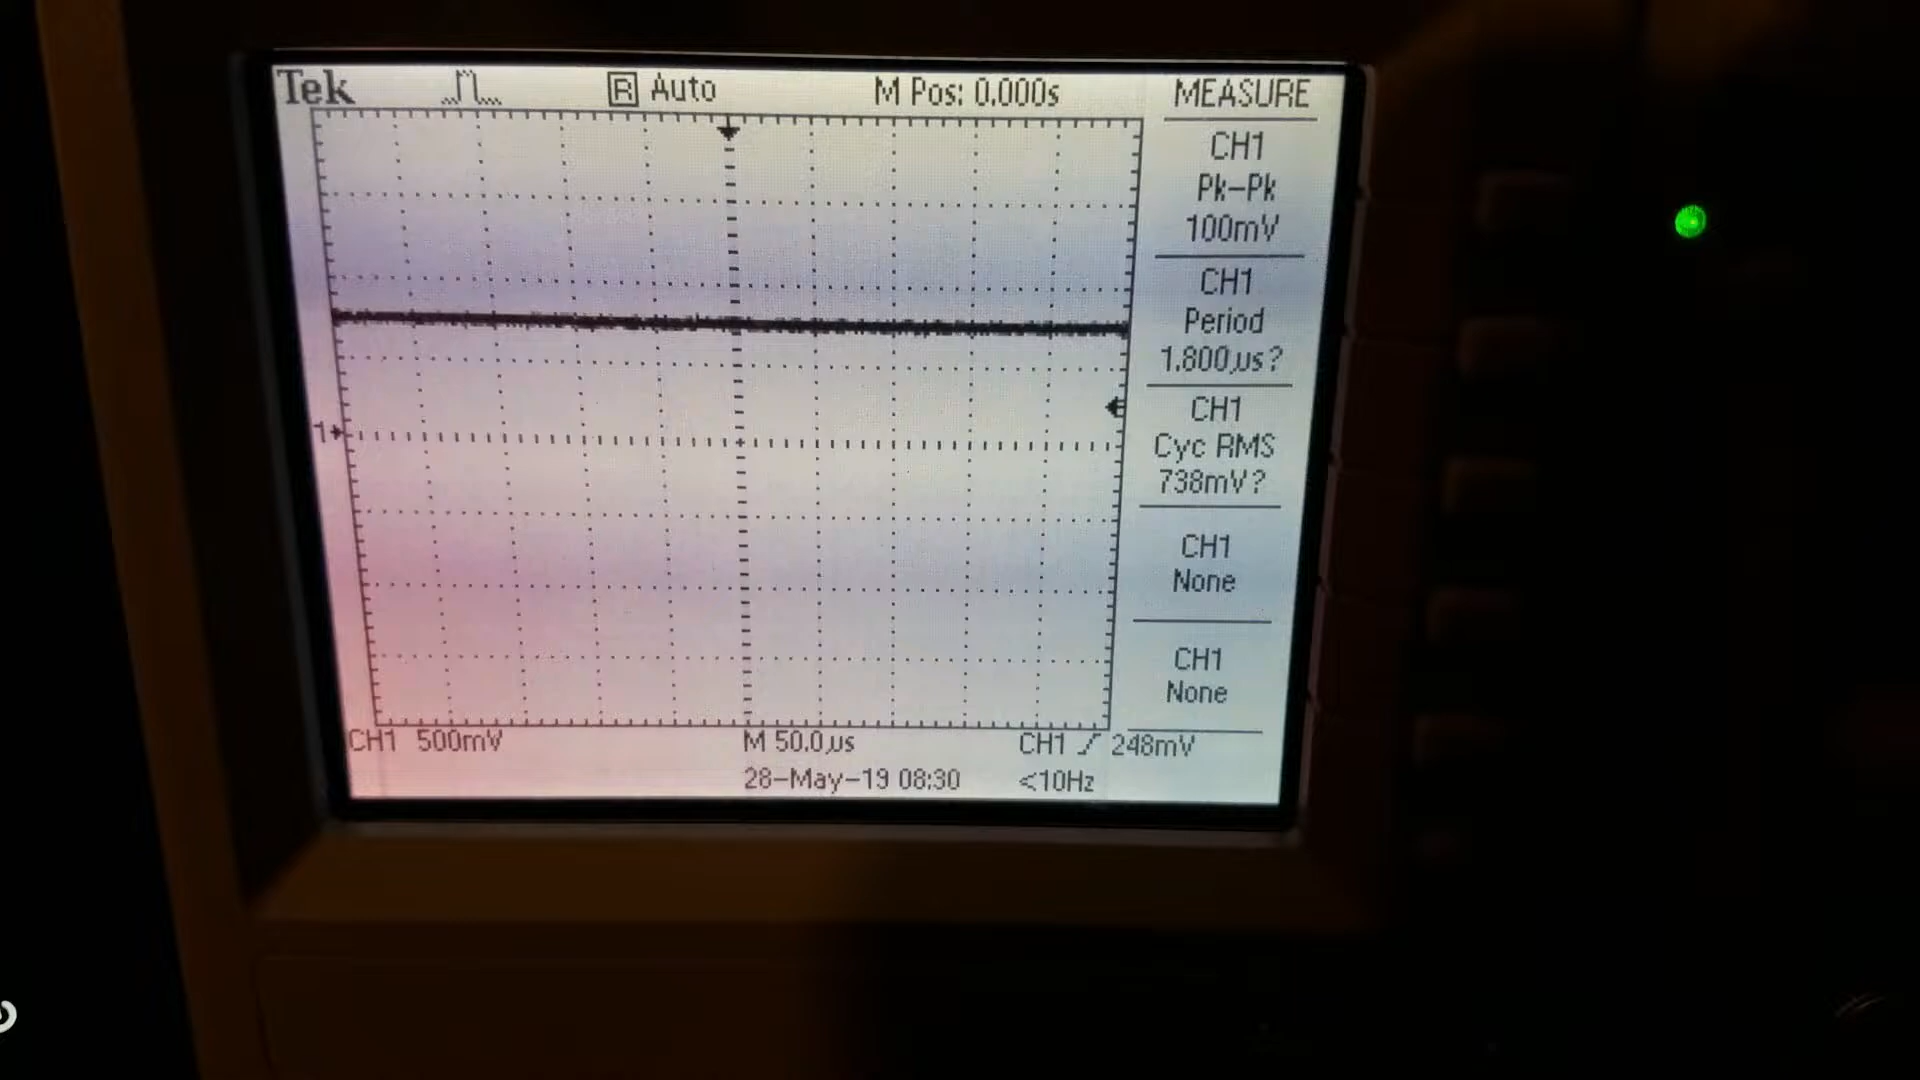 Tek
R Auto
M Pos: 0.000s
MEASURE
CH1
Pk-Pk
100mV
CH1
Period
1.800µs?
CH1
Cyc RMS
738mV?
CH1
None
CH1
None
1
CH1 500mV
M 50.0µs
CH1 248mV
28-May-19 08:30
<10Hz